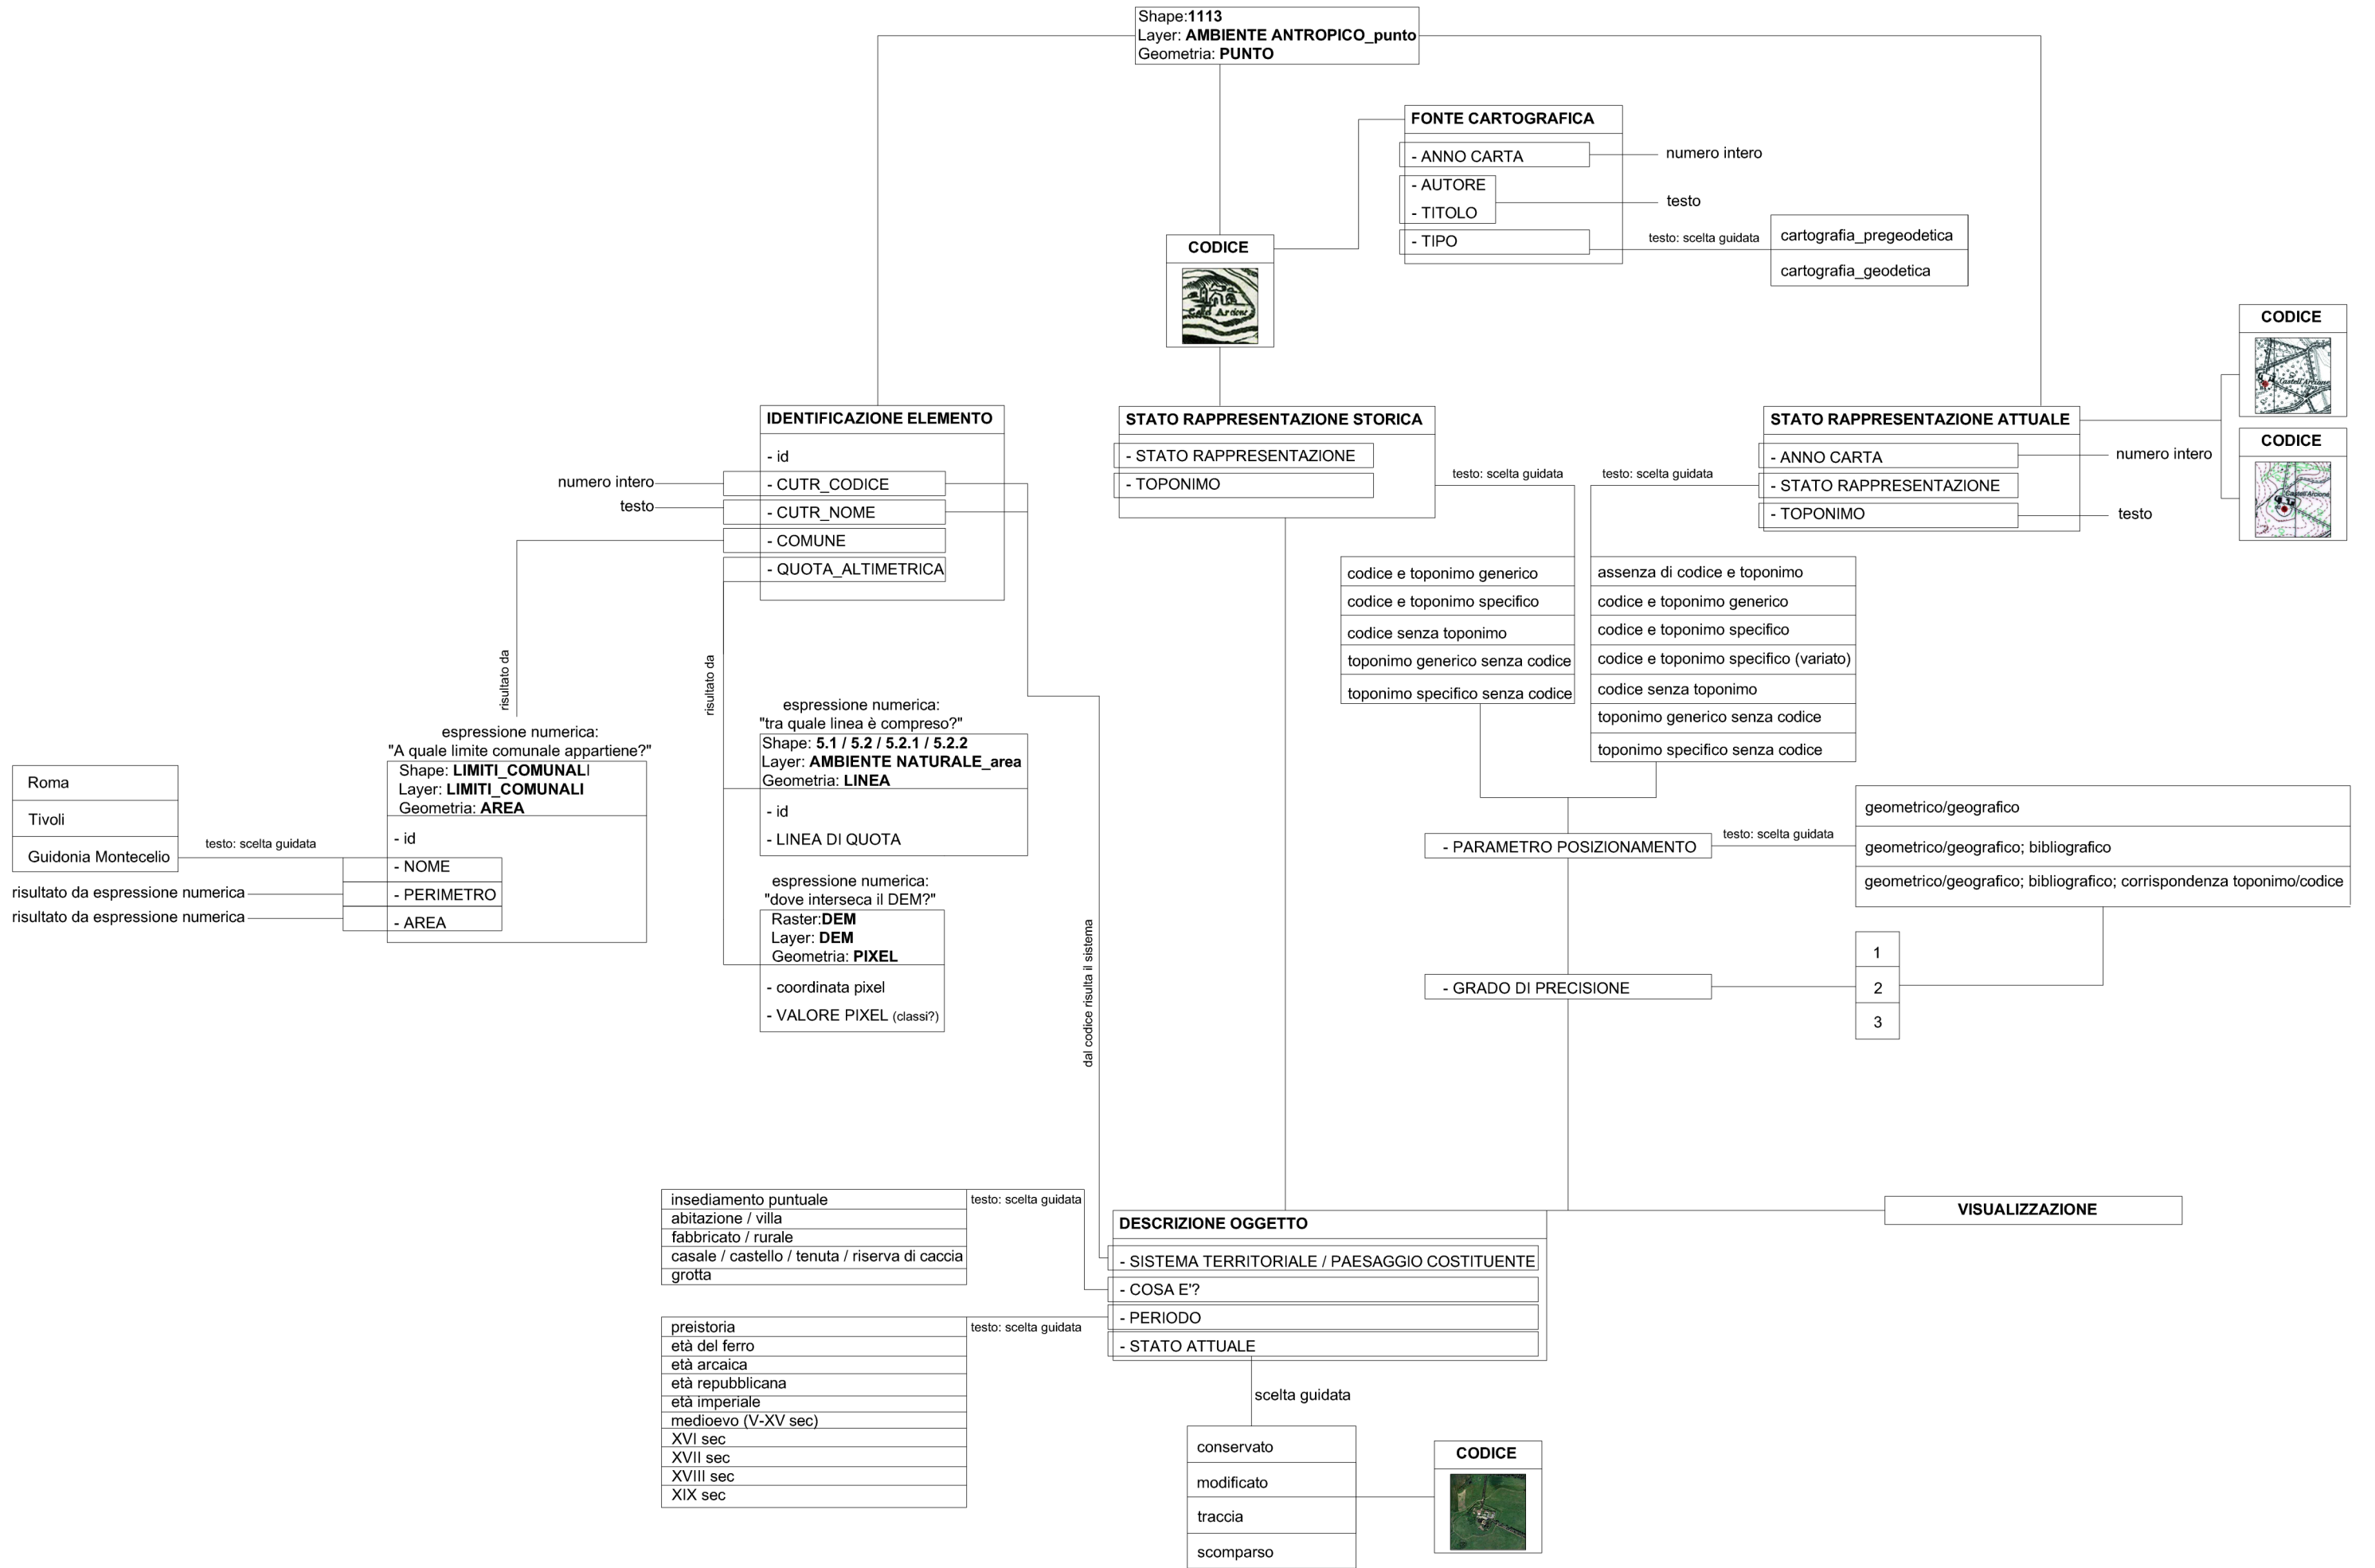 Shape:1113
Layer: AMBIENTE ANTROPICO_punto
Geometria: PUNTO
FONTE CARTOGRAFICA
- ANNO CARTA
numero intero
- AUTORE
- TITOLO
testo
- TIPO
testo: scelta guidata
cartografia_pregeodetica
cartografia_geodetica
CODICE
Castel Arcione
CODICE
Castell'Arcione
CODICE
Castell'Arcione
IDENTIFICAZIONE ELEMENTO
- id
- CUTR_CODICE
- CUTR_NOME
- COMUNE
- QUOTA_ALTIMETRICA
numero intero
testo
STATO RAPPRESENTAZIONE STORICA
- STATO RAPPRESENTAZIONE
- TOPONIMO
testo: scelta guidata
STATO RAPPRESENTAZIONE ATTUALE
- ANNO CARTA
- STATO RAPPRESENTAZIONE
- TOPONIMO
testo: scelta guidata
numero intero
testo
codice e toponimo generico
codice e toponimo specifico
codice senza toponimo
toponimo generico senza codice
toponimo specifico senza codice
assenza di codice e toponimo
codice e toponimo generico
codice e toponimo specifico
codice e toponimo specifico (variato)
codice senza toponimo
toponimo generico senza codice
toponimo specifico senza codice
risultato da
risultato da
espressione numerica:
"A quale limite comunale appartiene?"
Shape: LIMITI_COMUNALI
Layer: LIMITI_COMUNALI
Geometria: AREA
- id
- NOME
- PERIMETRO
- AREA
Roma
Tivoli
Guidonia Montecelio
testo: scelta guidata
risultato da espressione numerica
risultato da espressione numerica
espressione numerica:
"tra quale linea è compreso?"
Shape: 5.1 / 5.2 / 5.2.1 / 5.2.2
Layer: AMBIENTE NATURALE_area
Geometria: LINEA
- id
- LINEA DI QUOTA
espressione numerica:
"dove interseca il DEM?"
Raster:DEM
Layer: DEM
Geometria: PIXEL
- coordinata pixel
- VALORE PIXEL (classi?)
dal codice risulta il sistema
- PARAMETRO POSIZIONAMENTO
testo: scelta guidata
geometrico/geografico
geometrico/geografico; bibliografico
geometrico/geografico; bibliografico; corrispondenza toponimo/codice
- GRADO DI PRECISIONE
1
2
3
insediamento puntuale
abitazione / villa
fabbricato / rurale
casale / castello / tenuta / riserva di caccia
grotta
testo: scelta guidata
DESCRIZIONE OGGETTO
- SISTEMA TERRITORIALE / PAESAGGIO COSTITUENTE
- COSA E'?
- PERIODO
- STATO ATTUALE
VISUALIZZAZIONE
preistoria
età del ferro
età arcaica
età repubblicana
età imperiale
medioevo (V-XV sec)
XVI sec
XVII sec
XVIII sec
XIX sec
testo: scelta guidata
scelta guidata
conservato
modificato
traccia
scomparso
CODICE